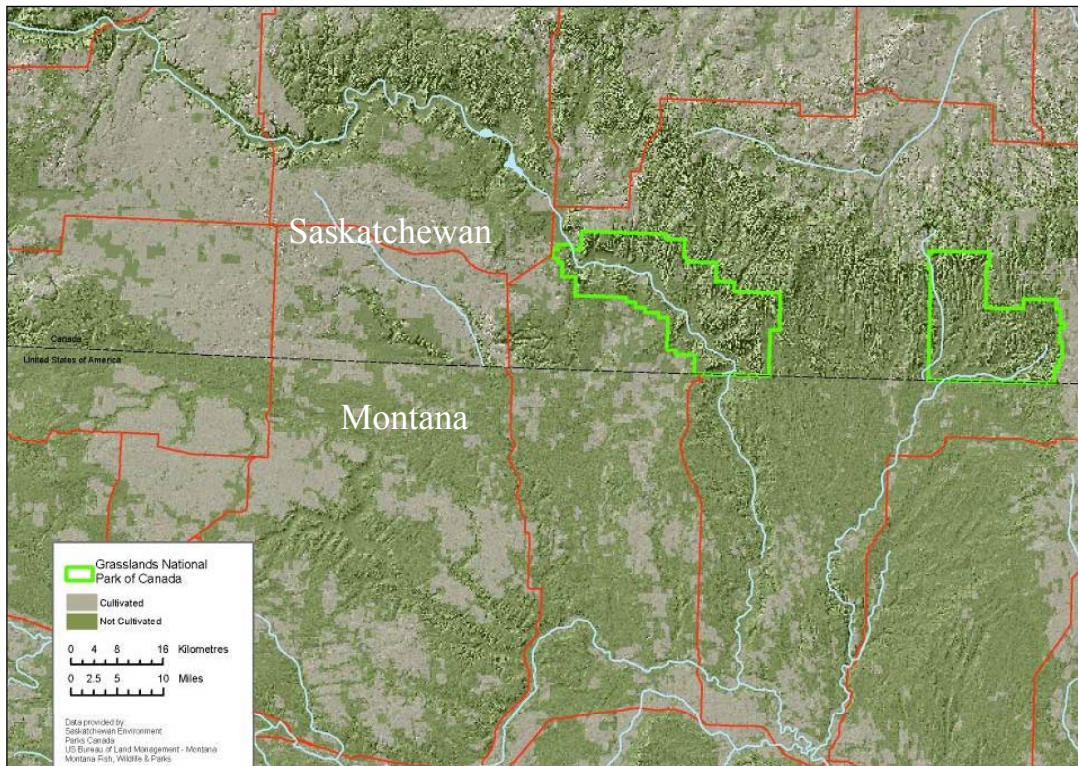 Saskatchewan
Canada
United States of America
Montana
Grasslands National
Park of Canada
Cultivated
Not Cultivated
0 4 8 16 Kilometres
0 2.5 5 10 Miles
Data provided by:
Saskatchewan Environment
Parks Canada
US Bureau of Land Management - Montana
Montana Fish, Wildlife & Parks